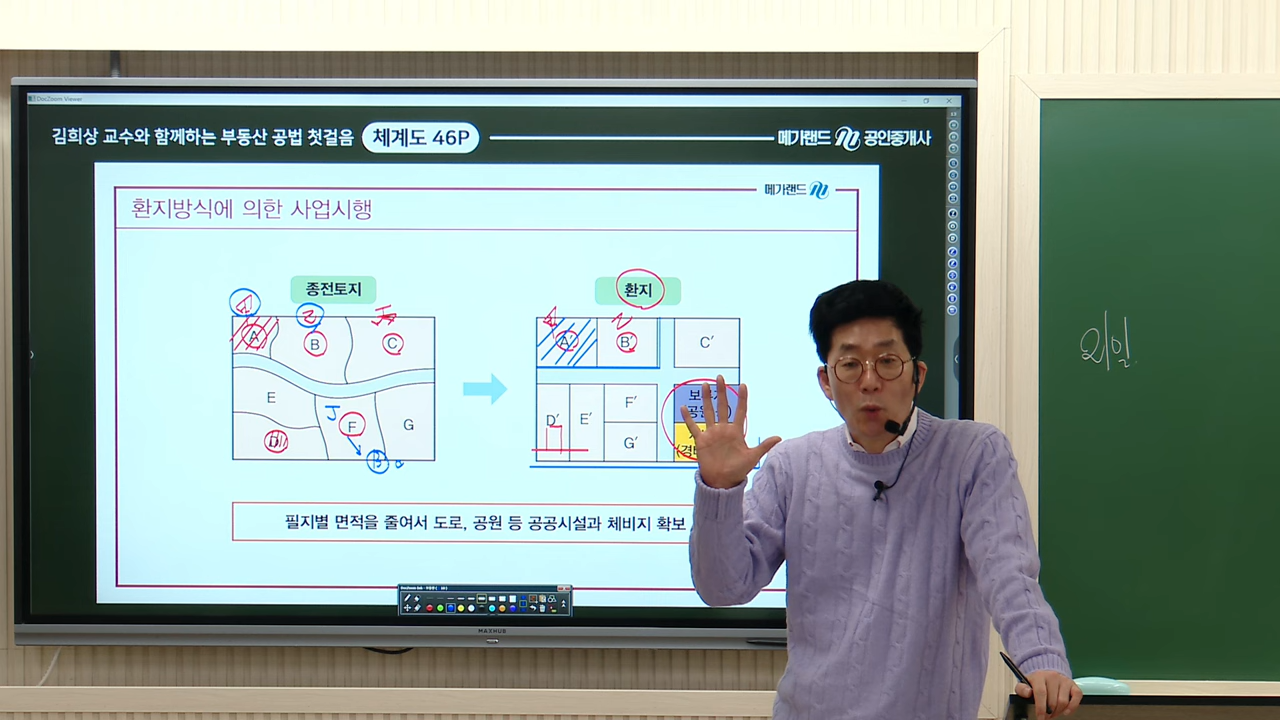 DocZoom Viewer
김희상 교수와 함께하는 부동산 공법 첫걸음 체계도 46P 메가랜드 공인중개사
메가랜드
환지방식에 의한 사업시행
종전토지
환지
A
B
C
E
D
F
G
J
B
A′
B′
C′
D′
E′
F′
G′
필지별 면적을 줄여서 도로, 공원 등 공공시설과 체비지 확보
MAXHUB